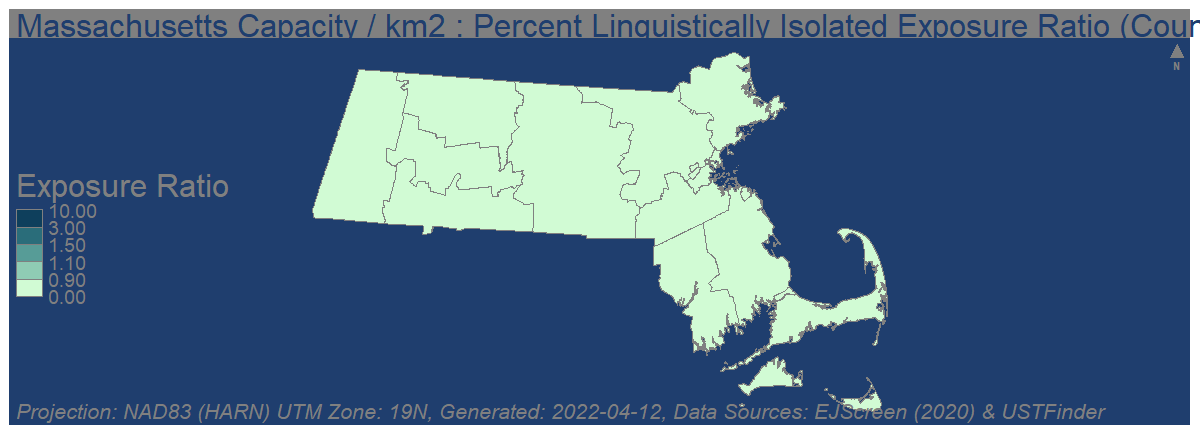 Massachusetts Capacity / km2 : Percent Linguistically Isolated Exposure Ratio (Coun
N
Exposure Ratio
10.00
3.00
1.50
1.10
0.90
0.00
Projection: NAD83 (HARN) UTM Zone: 19N, Generated: 2022-04-12, Data Sources: EJScreen (2020) & USTFinder